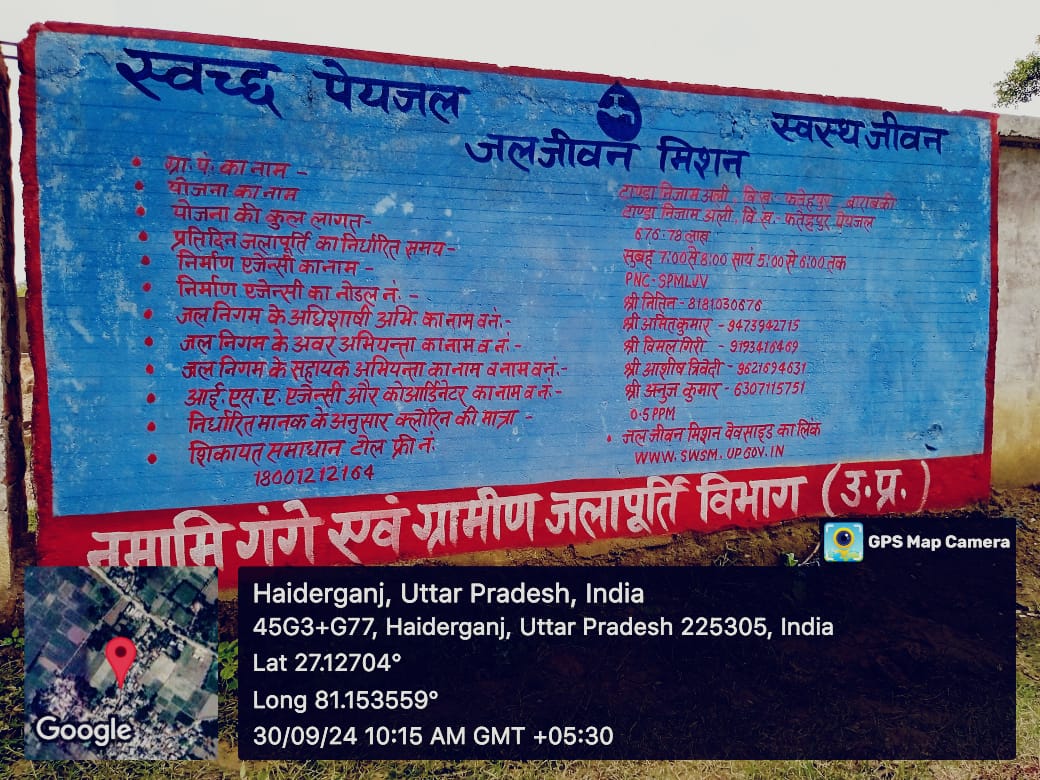 स्वच्छ पेयजल
स्वस्थ जीवन
जलजीवन मिशन
• ग्रा.पं. का नाम - टाण्डा निजाम अली, वि.ख.- फतेहपुर - बाराबंकी
• योजना का नाम टाण्डा निजाम अली, वि.ख.- फतेहपुर पेयजल
• योजना की कुल लागत- 676.78 लाख
• प्रतिदिन जलापूर्ति का निर्धारित समय- सुबह 7:00 से 8:00 सायं 5:00 से 6:00 तक
• निर्माण एजेन्सी का नाम - PNC-SPMLJV
• निर्माण एजेन्सी का नोडल नं. - श्री नितिन - 8181030676
• जल निगम के अधिशाषी अभि. का नाम व नं.- श्री अमित कुमार - 9473942715
• जल निगम के अवर अभियन्ता का नाम व नं.- श्री विमल गिरी - 9193416469
• जल निगम के सहायक अभियन्ता का नाम व नाम व नं.- श्री आशीष त्रिवेदी - 9621694631
• आई.एस.ए. एजेन्सी और कोआर्डिनेटर का नाम व नं.- श्री अनुज कुमार - 6307115751
• निर्धारित मानक के अनुसार क्लोरिन की मात्रा - 0.5 PPM
• शिकायत समाधान टोल फ्री नं.
18001212164
• जल जीवन मिशन वेवसाइड का लिंक
WWW.SWSM.UPGOV.IN
नमामि गंगे एवं ग्रामीण जलापूर्ति विभाग (उ.प्र.)
GPS Map Camera
Haiderganj, Uttar Pradesh, India
45G3+G77, Haiderganj, Uttar Pradesh 225305, India
Lat 27.12704°
Long 81.153559°
30/09/24 10:15 AM GMT +05:30
Google